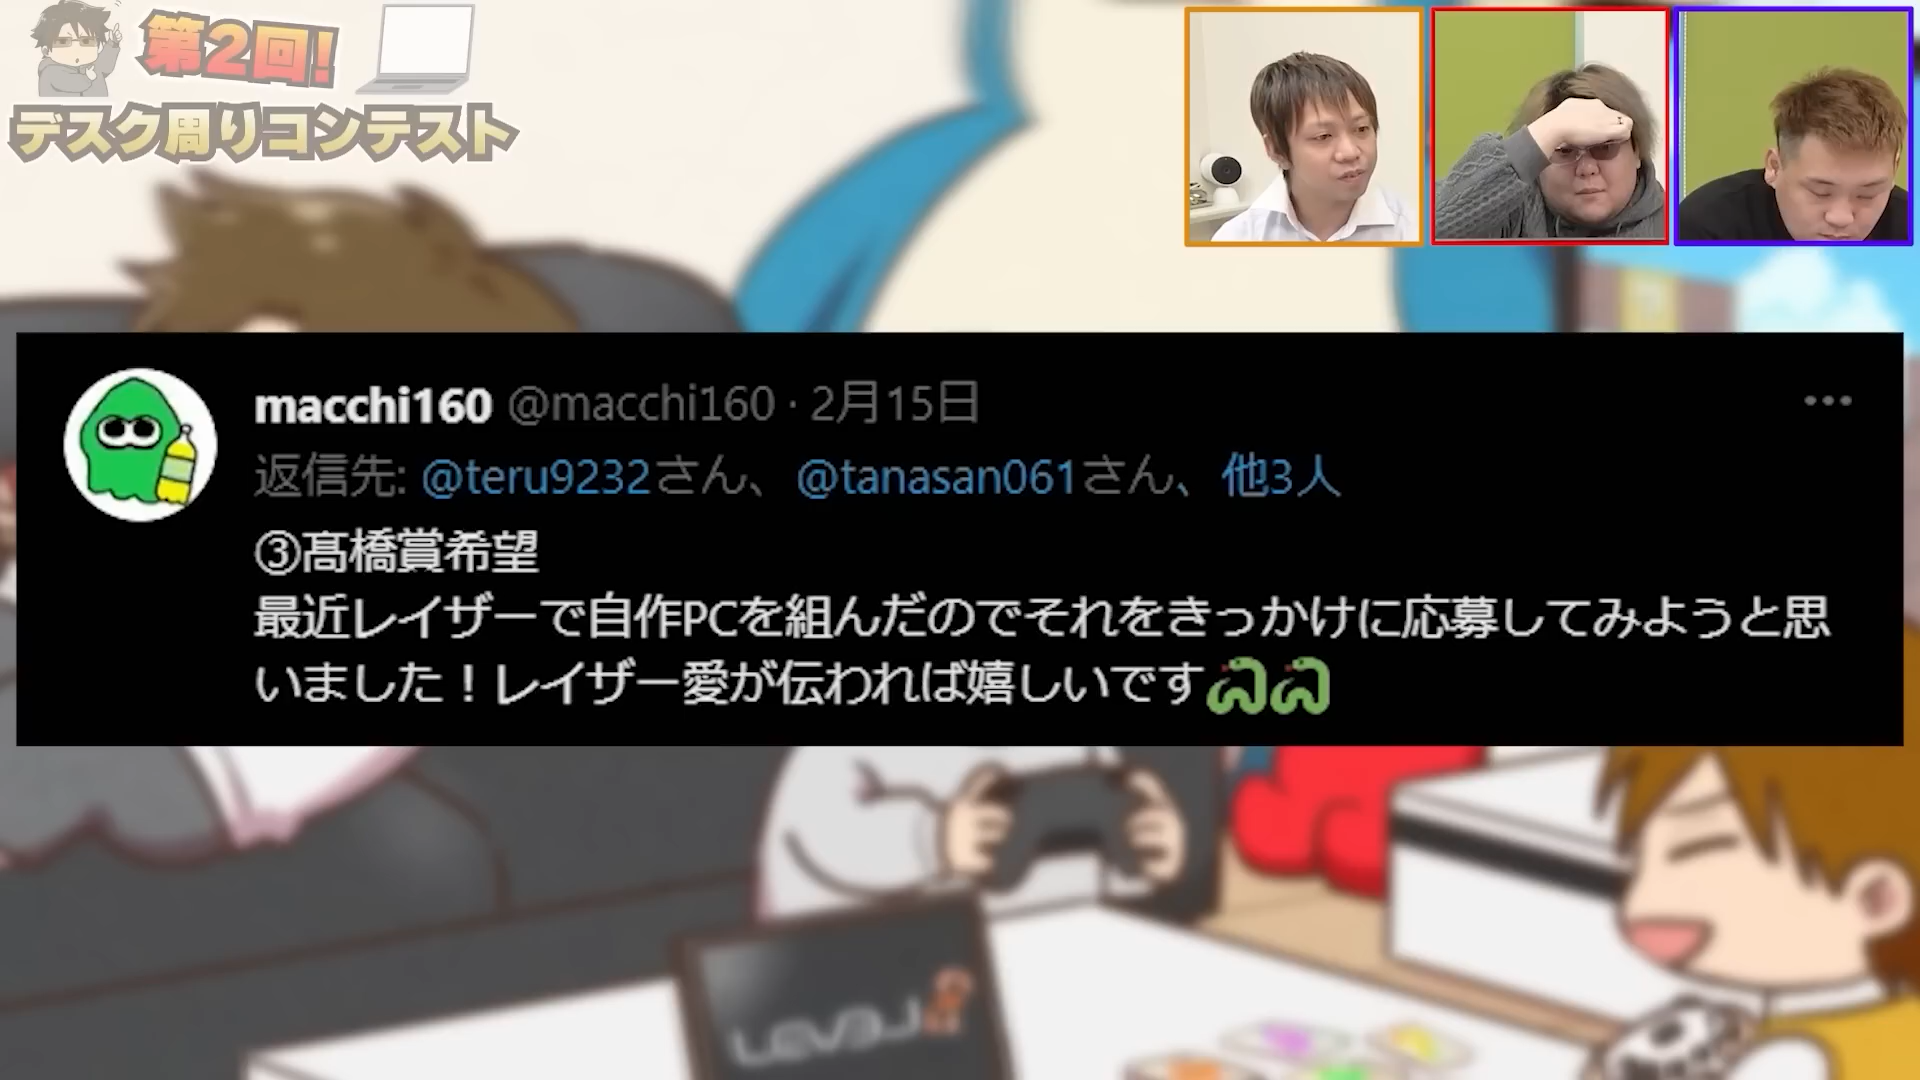 第2回!
デスク周りコンテスト
macchi160 @macchi160・2月15日
返信先: @teru9232さん、@tanasan061さん、他3人
③髙橋賞希望
最近レイザーで自作PCを組んだのでそれをきっかけに応募してみようと思
いました！レイザー愛が伝われば嬉しいです🐍🐍
LEVEL